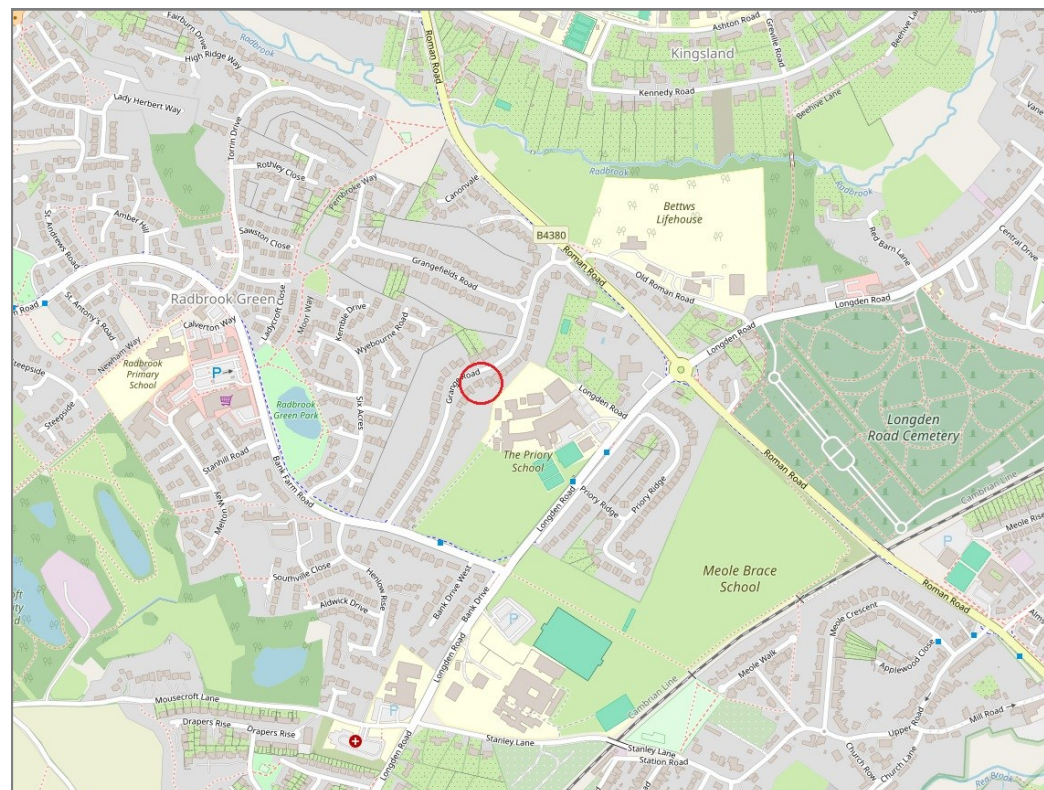 Fairburn Drive
Radbrook
High Ridge Way
Lady Herbert Way
Torrin Drive
Roman Road
Ashton Road
Greville Road
Beehive Lane
Kingsland
Kennedy Road
Beehive Lane
Rothley Close
Pembroke Way
Canonvale
Radbrook
Radbrook
Bettws
Lifehouse
Amber Hill
St. Andrews Road
Sawston Close
B4380
Roman Road
Old Roman Road
Red Barn Lane
Central Drive
Grangefields Road
Radbrook Green
St. Antony's Road
Calverton Way
Ladycroft Close
Moor Way
Kemble Drive
Wyebourne Road
Longden Road
Longden Road
Newham Way
Steepside
Radbrook
Primary
School
P
Grange Road
Steepside
Radbrook
Green Park
Six Acres
Longden Road
Longden
Road Cemetery
The Priory
School
Stanhill Road
Bank Farm Road
Roman Road
Cambrian Line
Melton Way
Longden Road
Priory Ridge
Priory Ridge
Meole Rise
P
Meole Brace
School
Southville Close
Henlow Rise
Aldwick Drive
Bank Drive West
Bank Drive
Roman Road
Meole Crescent
P
Applewood Close
Meole Walk
Longden Road
Mousecroft Lane
P
Cambrian Line
Drapers Rise
Drapers Rise
Stanley Lane
Stanley Lane
Station Road
Upper Road
Mill Road
Church Row
Church Lane
Longden Road
Rea Brook